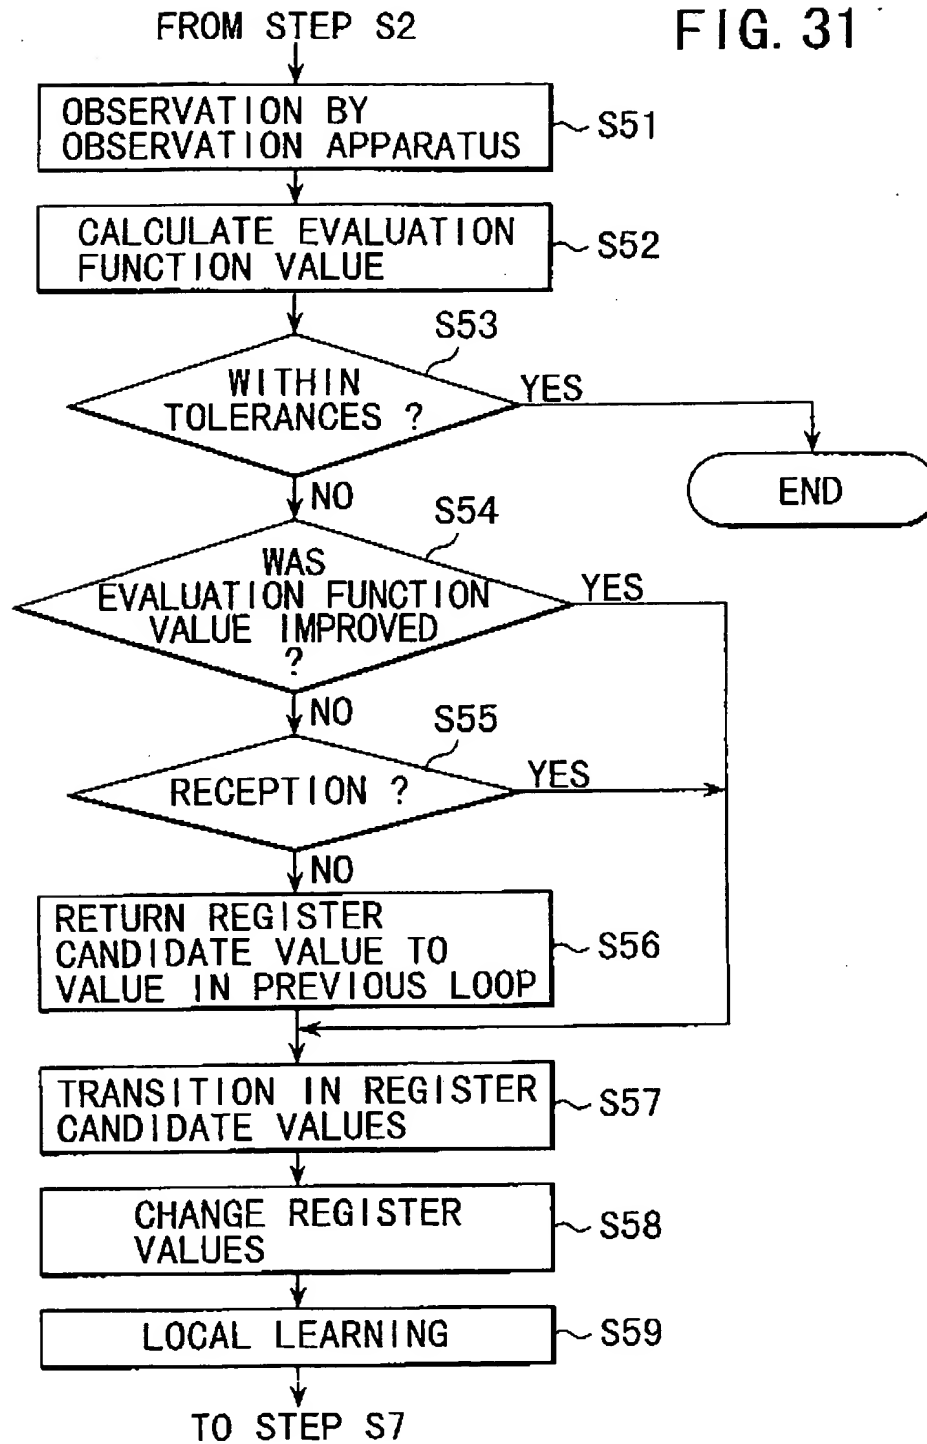 FROM STEP S2
FIG. 31
OBSERVATION BY
OBSERVATION APPARATUS
S51
CALCULATE EVALUATION
FUNCTION VALUE
S52
S53
WITHIN
TOLERANCES ?
YES
END
NO
S54
WAS
EVALUATION FUNCTION
VALUE IMPROVED
?
YES
NO
S55
RECEPTION ?
YES
NO
RETURN REGISTER
CANDIDATE VALUE TO
VALUE IN PREVIOUS LOOP
S56
TRANSITION IN REGISTER
CANDIDATE VALUES
S57
CHANGE REGISTER
VALUES
S58
LOCAL LEARNING
S59
TO STEP S7